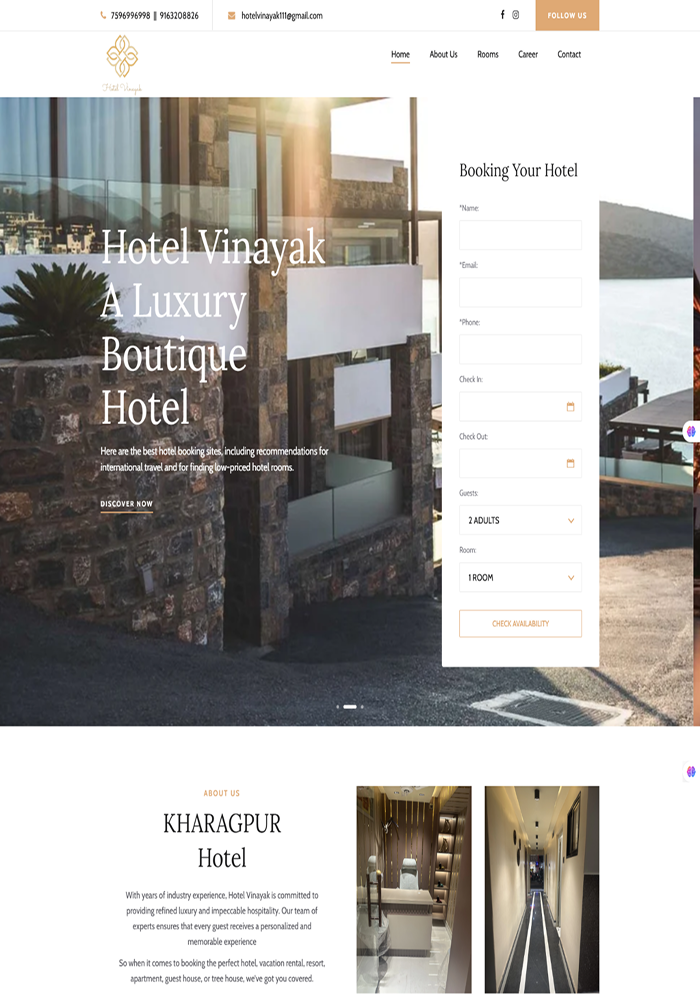 7596996998 || 9163208826
hotelvinayak111@gmail.com
FOLLOW US
Hotel Vinayak
Home
About Us
Rooms
Career
Contact
Hotel Vinayak
A Luxury
Boutique
Hotel
Here are the best hotel booking sites, including recommendations for
international travel and for finding low-priced hotel rooms.
DISCOVER NOW
Booking Your Hotel
*Name:
*Email:
*Phone:
Check In:
Check Out:
Guests:
2 ADULTS
Room:
1 ROOM
CHECK AVAILABILITY
ABOUT US
KHARAGPUR
Hotel
With years of industry experience, Hotel Vinayak is committed to
providing refined luxury and impeccable hospitality. Our team of
experts ensures that every guest receives a personalized and
memorable experience
So when it comes to booking the perfect hotel, vacation rental, resort,
apartment, guest house, or tree house, we've got you covered.